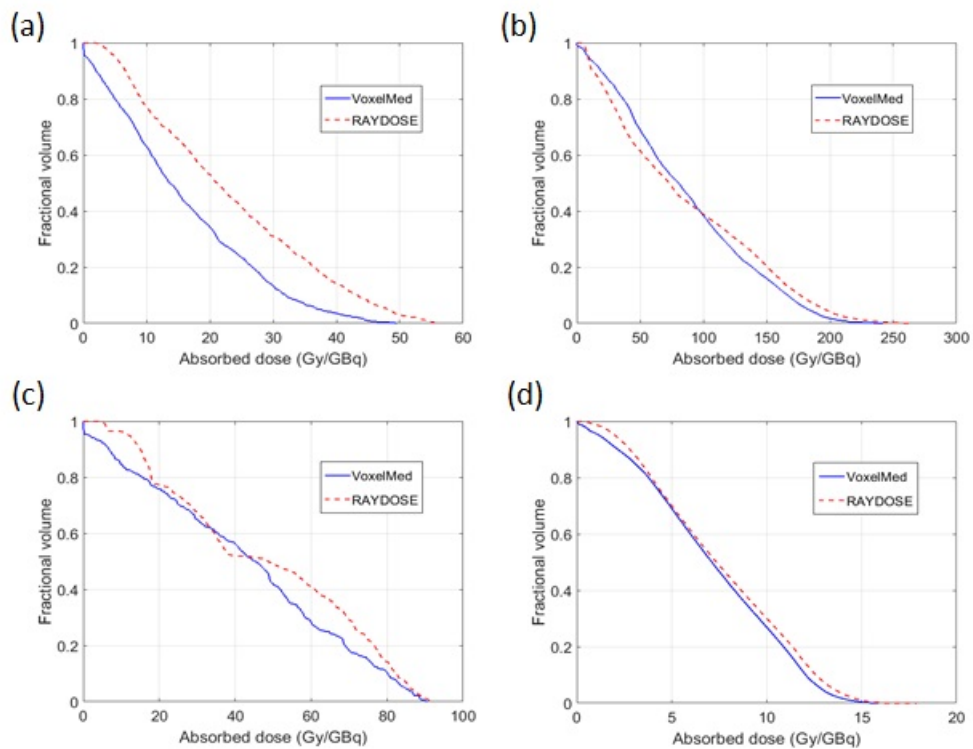 (a)
1
0.8
0.6
0.4
0.2
0
Fractional volume
VoxelMed
RAYDOSE
0 10 20 30 40 50 60
Absorbed dose (Gy/GBq)
(b)
1
0.8
0.6
0.4
0.2
0
Fractional volume
VoxelMed
RAYDOSE
0 50 100 150 200 250 300
Absorbed dose (Gy/GBq)
(c)
1
0.8
0.6
0.4
0.2
0
Fractional volume
VoxelMed
RAYDOSE
0 20 40 60 80 100
Absorbed dose (Gy/GBq)
(d)
1
0.8
0.6
0.4
0.2
0
Fractional volume
VoxelMed
RAYDOSE
0 5 10 15 20
Absorbed dose (Gy/GBq)